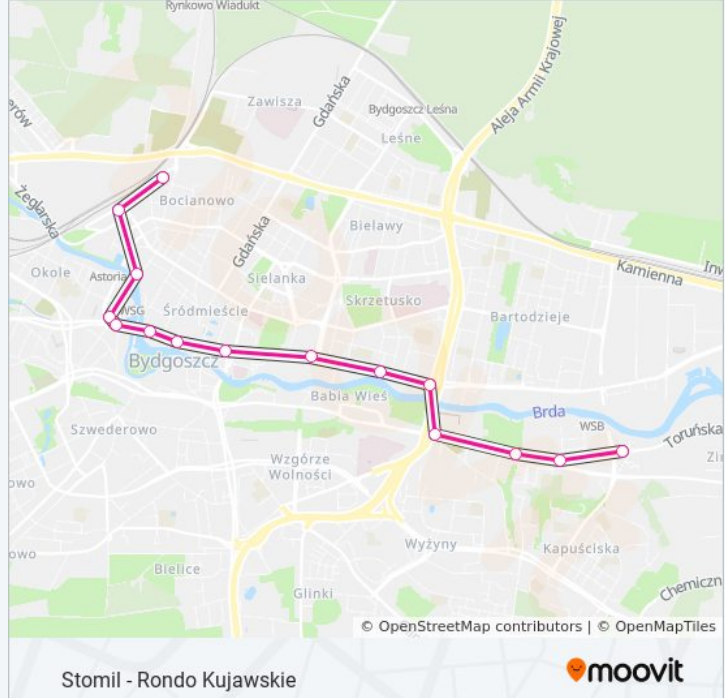 Rynkowo Wiadukt
Zawisza
Gdańska
Bydgoszcz Leśna
Leśne
Aleja Armii Krajowej
Żeglarska
Bocianowo
Gdańska
Bielawy
Okole
Astoria
Sielanka
Kamienna
Skrzetusko
WSG
Śródmieście
Bartodzieje
Bydgoszcz
Babia Wieś
Brda
WSB
Toruńska
Szwederowo
Wzgórze
Wolności
Wyżyny
Kapuściska
Bielice
Glinki
© OpenStreetMap contributors | © OpenMapTiles
Stomil - Rondo Kujawskie
moovit